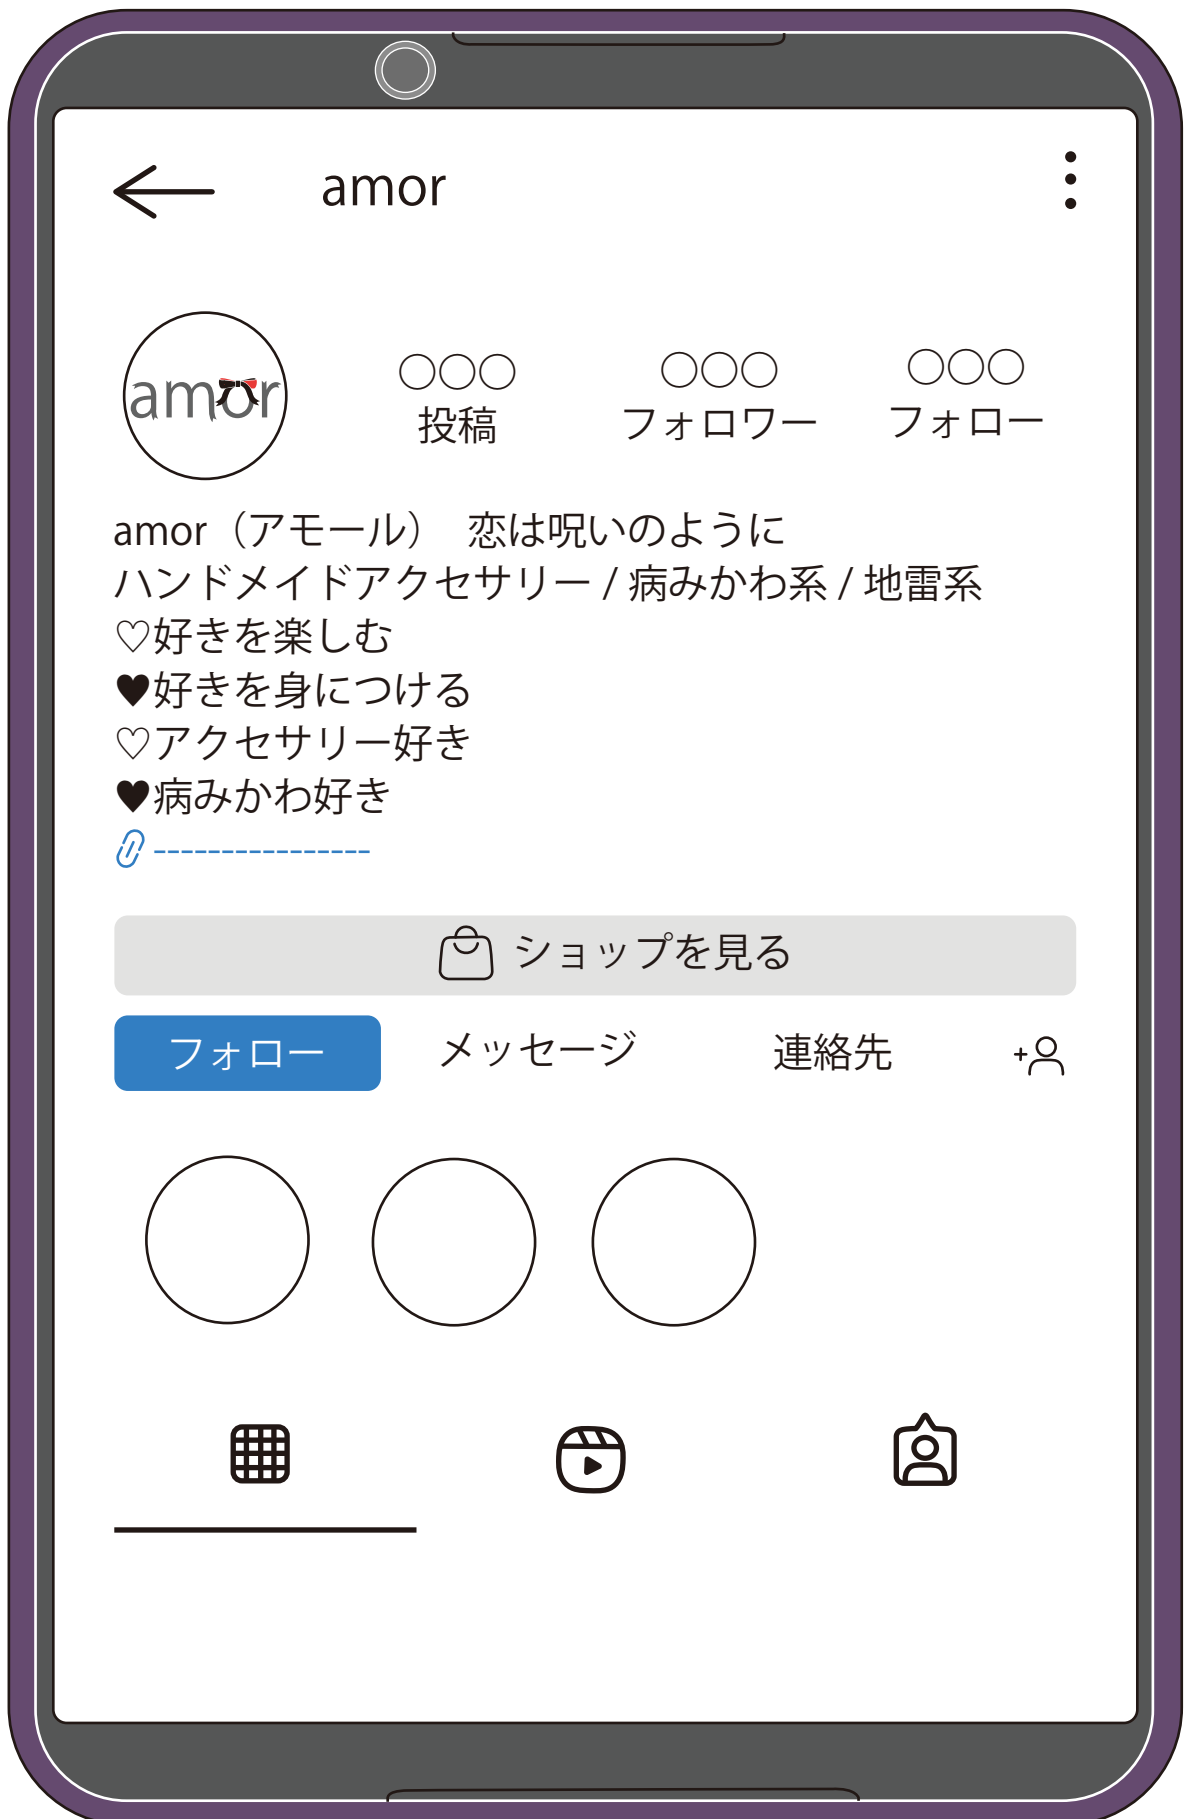 amor
amor
○○○ ○○○ ○○○
投稿 フォロワー フォロー
amor（アモール）　恋は呪いのように
ハンドメイドアクセサリー / 病みかわ系 / 地雷系
♡好きを楽しむ
♥好きを身につける
♡アクセサリー好き
♥病みかわ好き
----------------
ショップを見る
フォロー メッセージ 連絡先